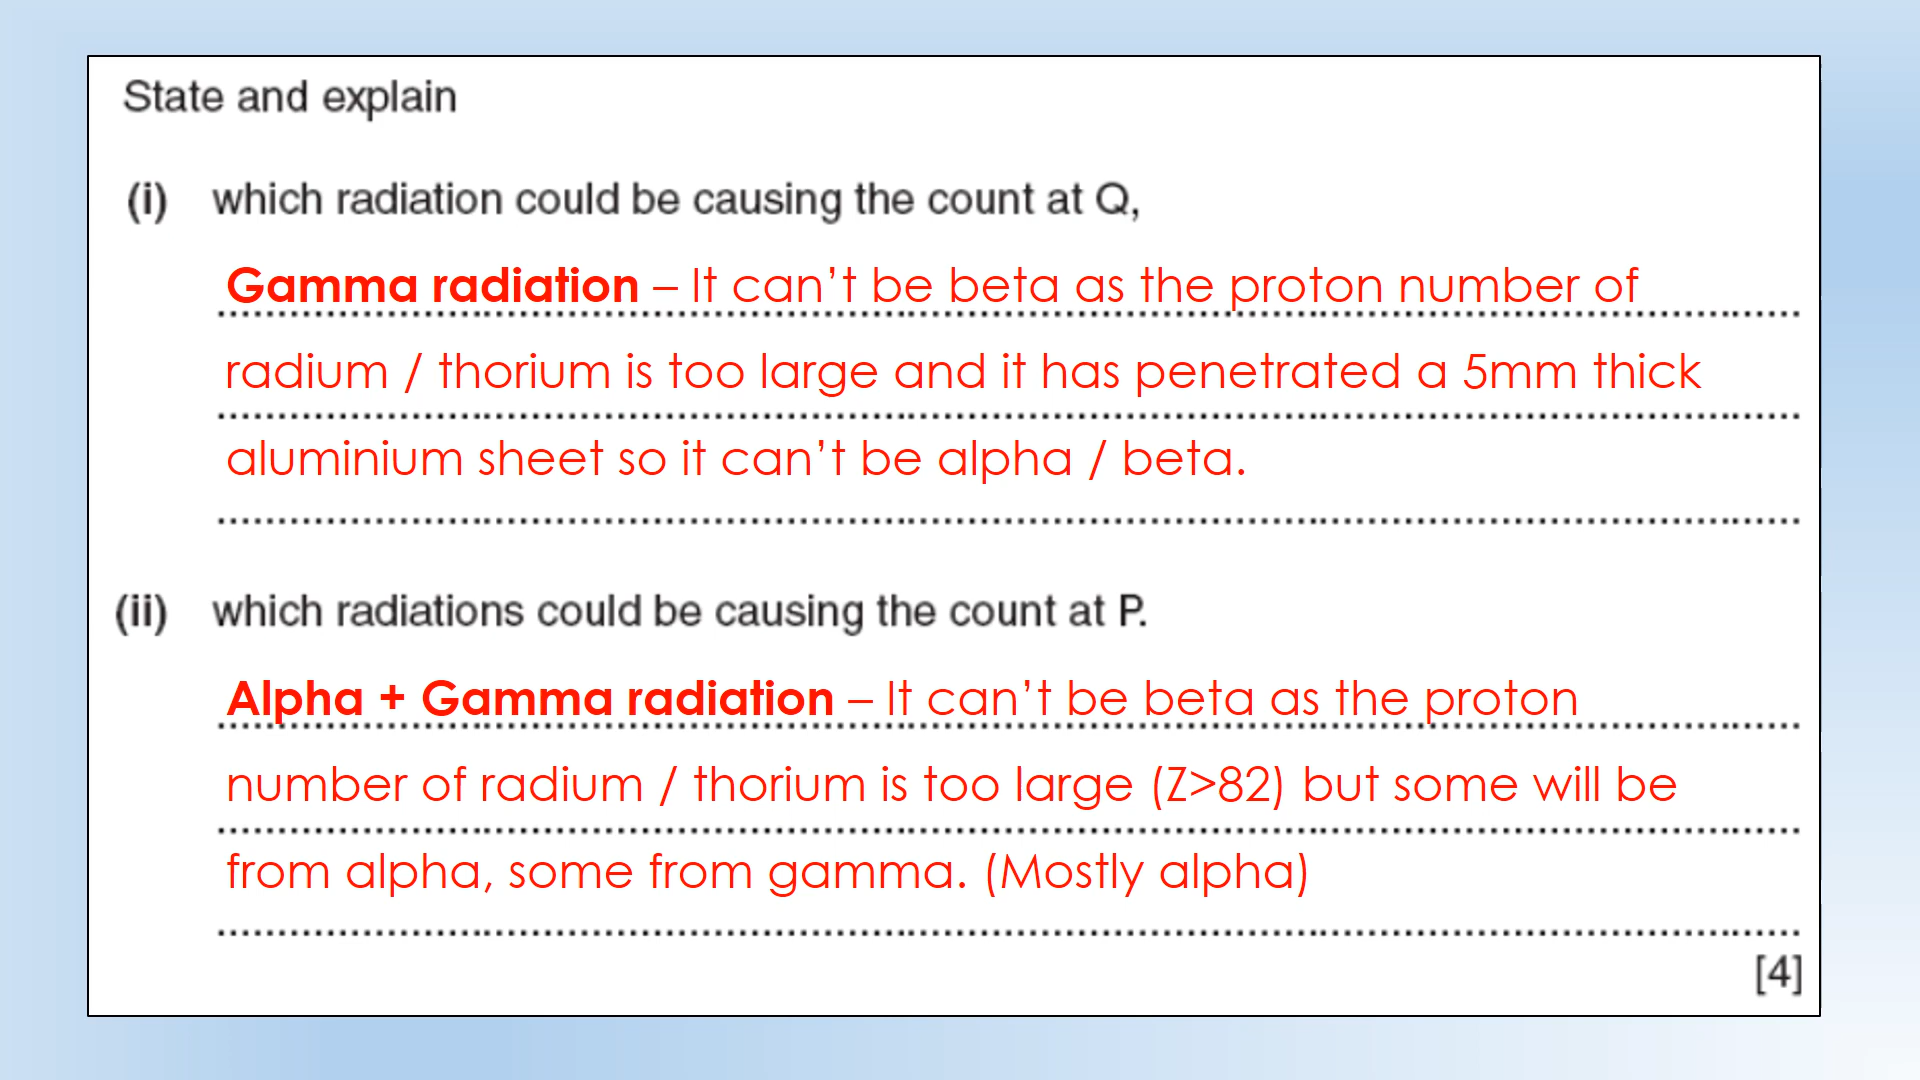 State and explain
(i) which radiation could be causing the count at Q,
Gamma radiation – It can’t be beta as the proton number of
radium / thorium is too large and it has penetrated a 5mm thick
aluminium sheet so it can’t be alpha / beta.
(ii) which radiations could be causing the count at P.
Alpha + Gamma radiation – It can’t be beta as the proton
number of radium / thorium is too large (Z>82) but some will be
from alpha, some from gamma. (Mostly alpha)
[4]